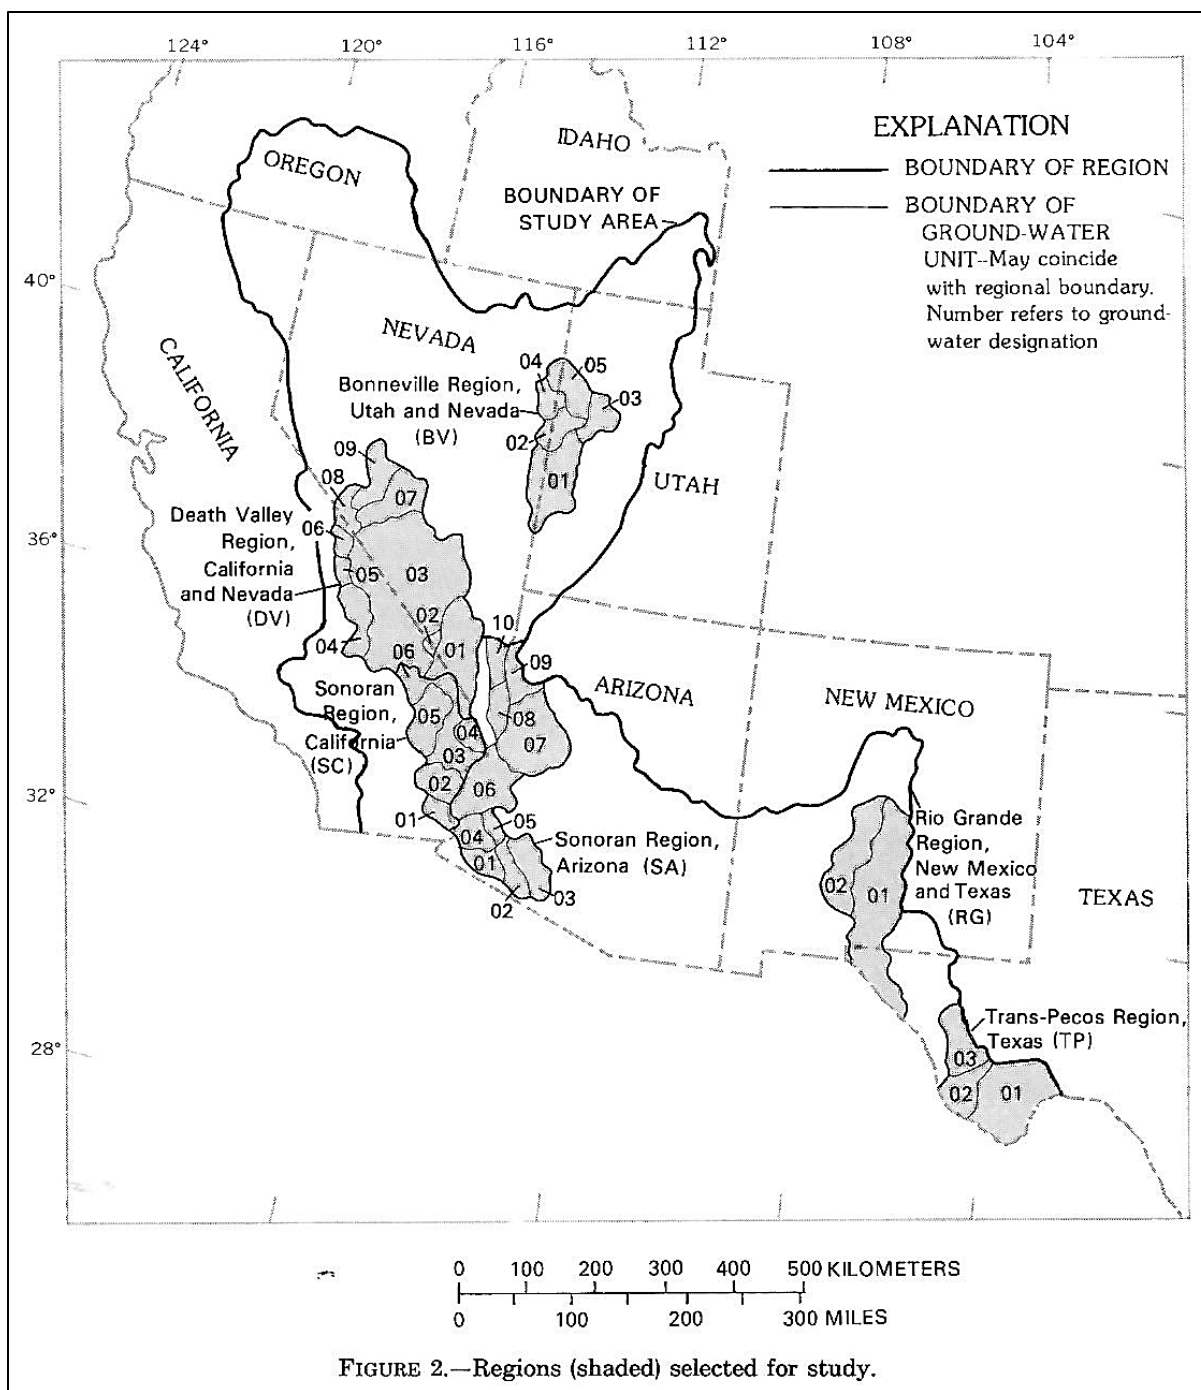 124° 120° 116° 112° 108° 104°
40°
36°
32°
28°
OREGON
IDAHO
BOUNDARY OF
STUDY AREA
EXPLANATION
BOUNDARY OF REGION
BOUNDARY OF
GROUND-WATER
UNIT--May coincide
with regional boundary.
Number refers to ground-
water designation
CALIFORNIA
NEVADA
UTAH
ARIZONA
NEW MEXICO
TEXAS
Bonneville Region,
Utah and Nevada
(BV)
04
05
03
02
01
Death Valley
Region,
California
and Nevada
(DV)
09
08
07
06
05
03
02
01
04
Sonoran
Region,
California
(SC)
06
05
04
03
02
01
10
09
08
07
06
05
04
01
02
03
Sonoran Region,
Arizona (SA)
Rio Grande
Region,
New Mexico
and Texas
(RG)
02
01
Trans-Pecos Region,
Texas (TP)
03
02
01
0 100 200 300 400 500 KILOMETERS
0 100 200 300 MILES
FIGURE 2.—Regions (shaded) selected for study.